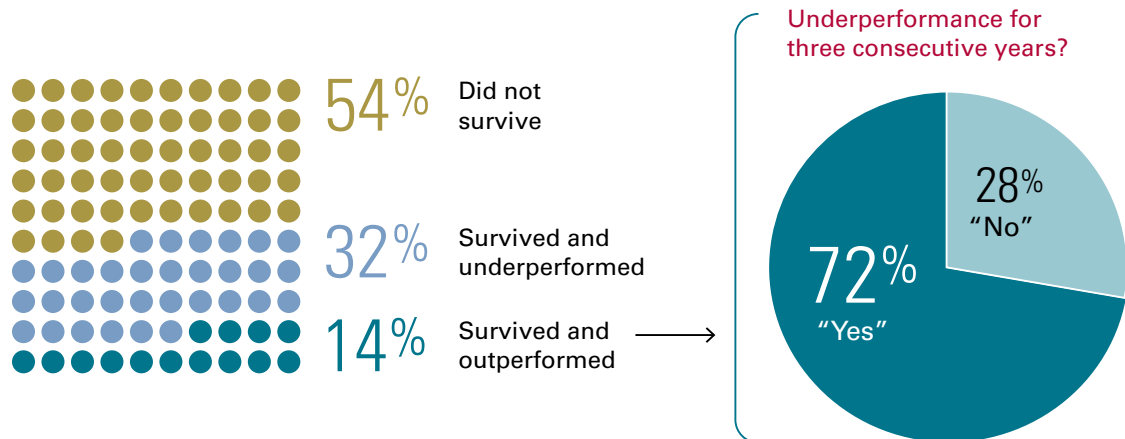 Underperformance for
three consecutive years?
54%
Did not
survive
32%
Survived and
underperformed
14%
Survived and
outperformed
28%
“No”
72%
“Yes”